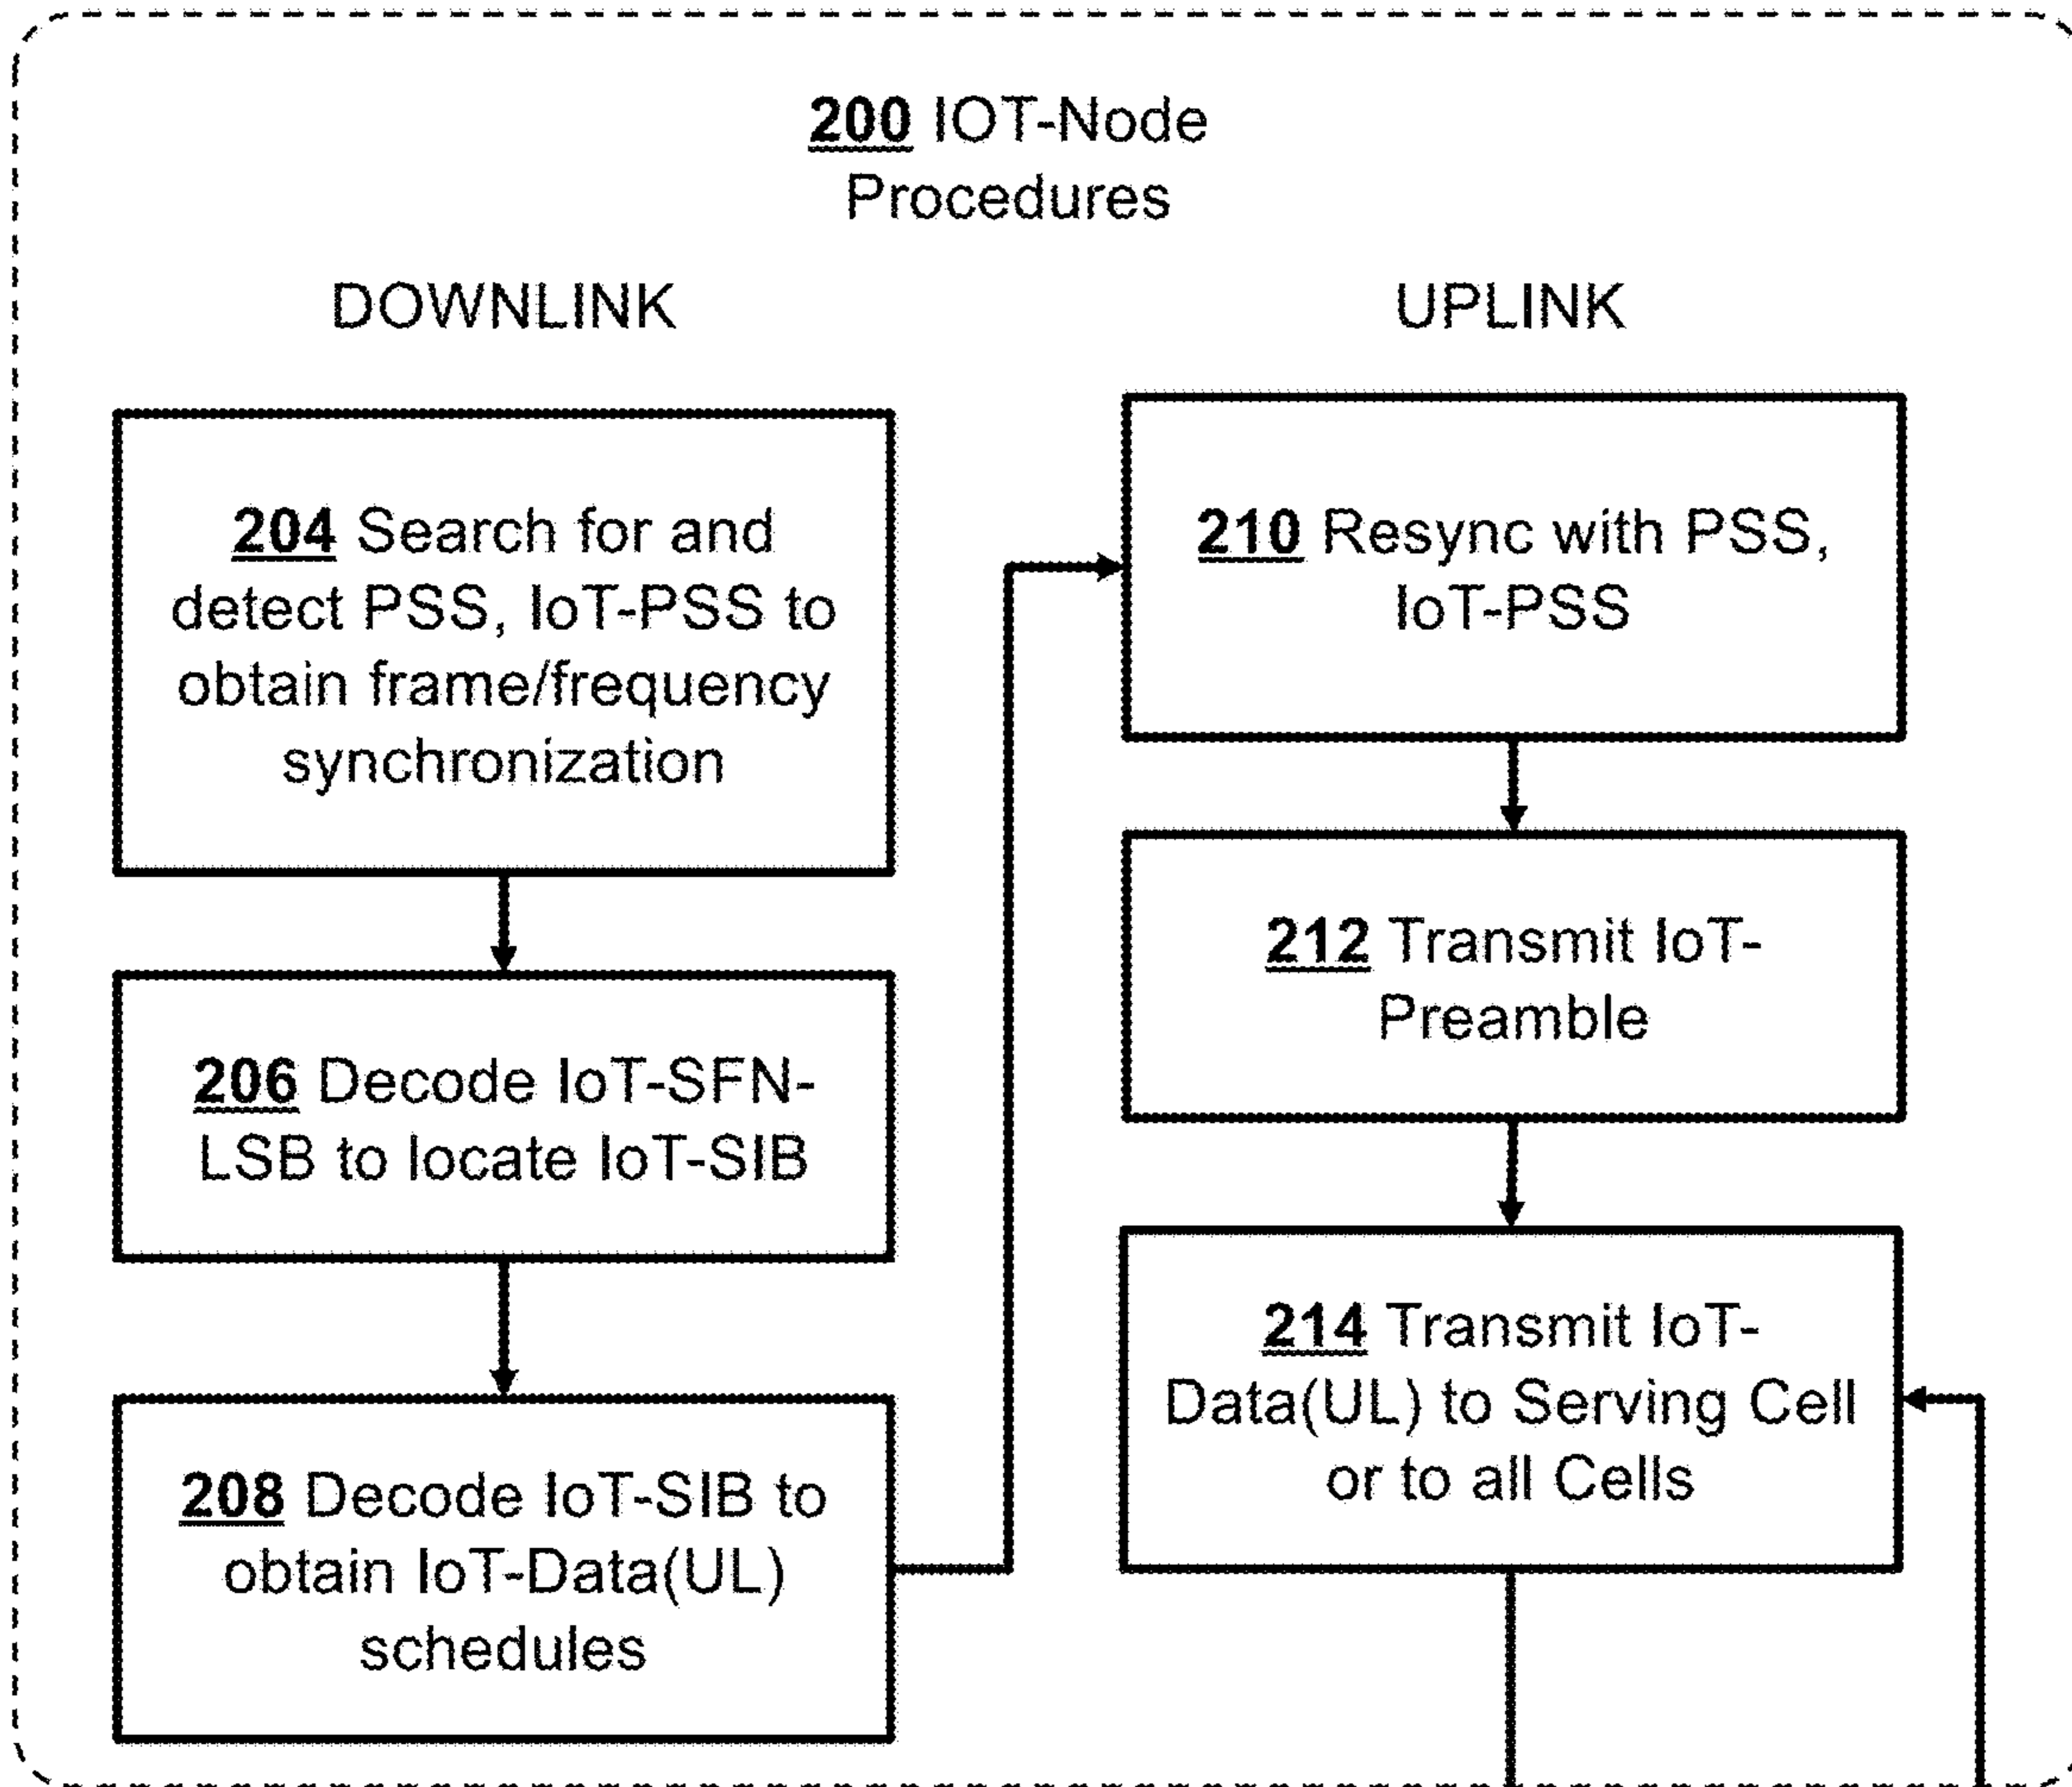 200 IOT-Node
Procedures
DOWNLINK
204 Search for and
detect PSS, IoT-PSS to
obtain frame/frequency
synchronization
206 Decode IoT-SFN-
LSB to locate IoT-SIB
208 Decode IoT-SIB to
obtain IoT-Data(UL)
schedules
UPLINK
210 Resync with PSS,
IoT-PSS
212 Transmit IoT-
Preamble
214 Transmit IoT-
Data(UL) to Serving Cell
or to all Cells